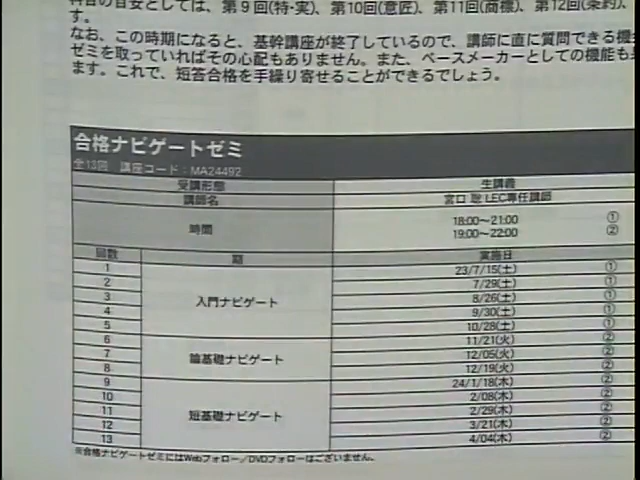 科目の目安としては、第9回(特・実)、第10回(意匠)、第11回(商標)、第12回(条約)、
す。
なお、この時期になると、基幹講座が終了しているので、講師に直に質問できる機
ゼミを取っていればその心配もありません。また、ペースメーカーとしての機能も
ます。これで、短答合格を手繰り寄せることができるでしょう。
合格ナビゲートゼミ
全13回 講座コード：MA24492
受講形態 生講義
講師名 宮口 聡 LEC専任講師
時間 18:00～21:00 ①
19:00～22:00 ②
回数 期 実施日
1 23/7/15(土) ①
2 7/29(土) ①
3 入門ナビゲート 8/26(土) ①
4 9/30(土) ①
5 10/28(土) ①
6 11/21(火) ②
7 論基礎ナビゲート 12/05(火) ②
8 12/19(火) ②
9 24/1/18(木) ②
10 2/08(木) ②
11 短基礎ナビゲート 2/29(木) ②
12 3/21(木) ②
13 4/04(木) ②
※合格ナビゲートゼミにはWebフォロー／DVDフォローはございません。